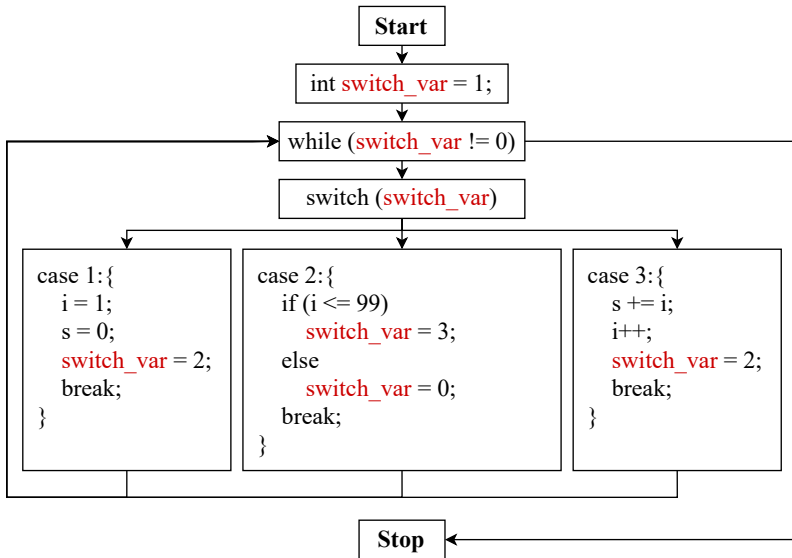 Start
int switch_var = 1;
while (switch_var != 0)
switch (switch_var)
case 1:{
i = 1;
s = 0;
switch_var = 2;
break;
}
case 2:{
if (i <= 99)
switch_var = 3;
else
switch_var = 0;
break;
}
case 3:{
s += i;
i++;
switch_var = 2;
break;
}
Stop